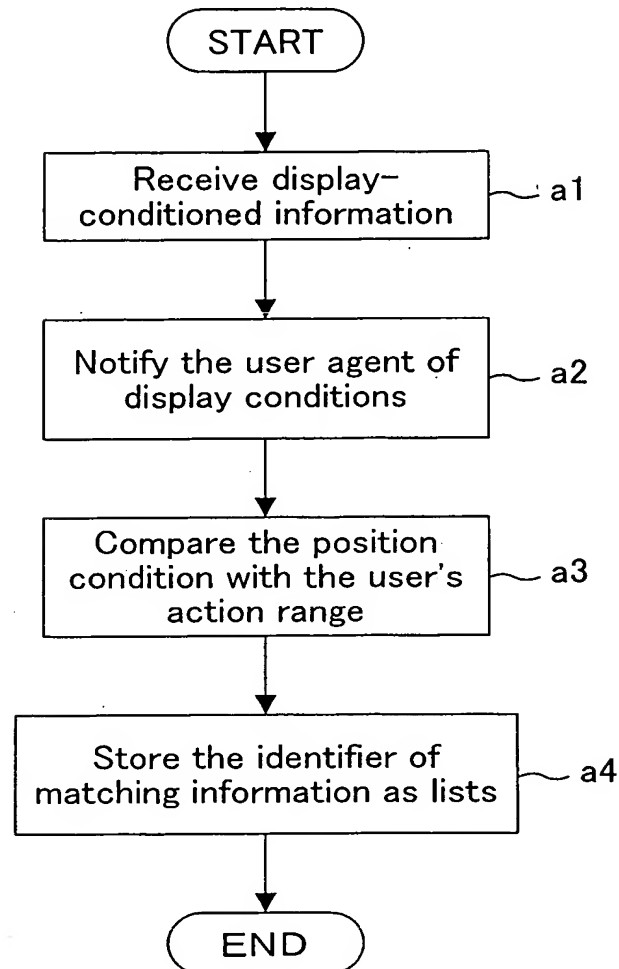 START
Receive display-
conditioned information
a1
Notify the user agent of
display conditions
a2
Compare the position
condition with the user's
action range
a3
Store the identifier of
matching information as lists
a4
END